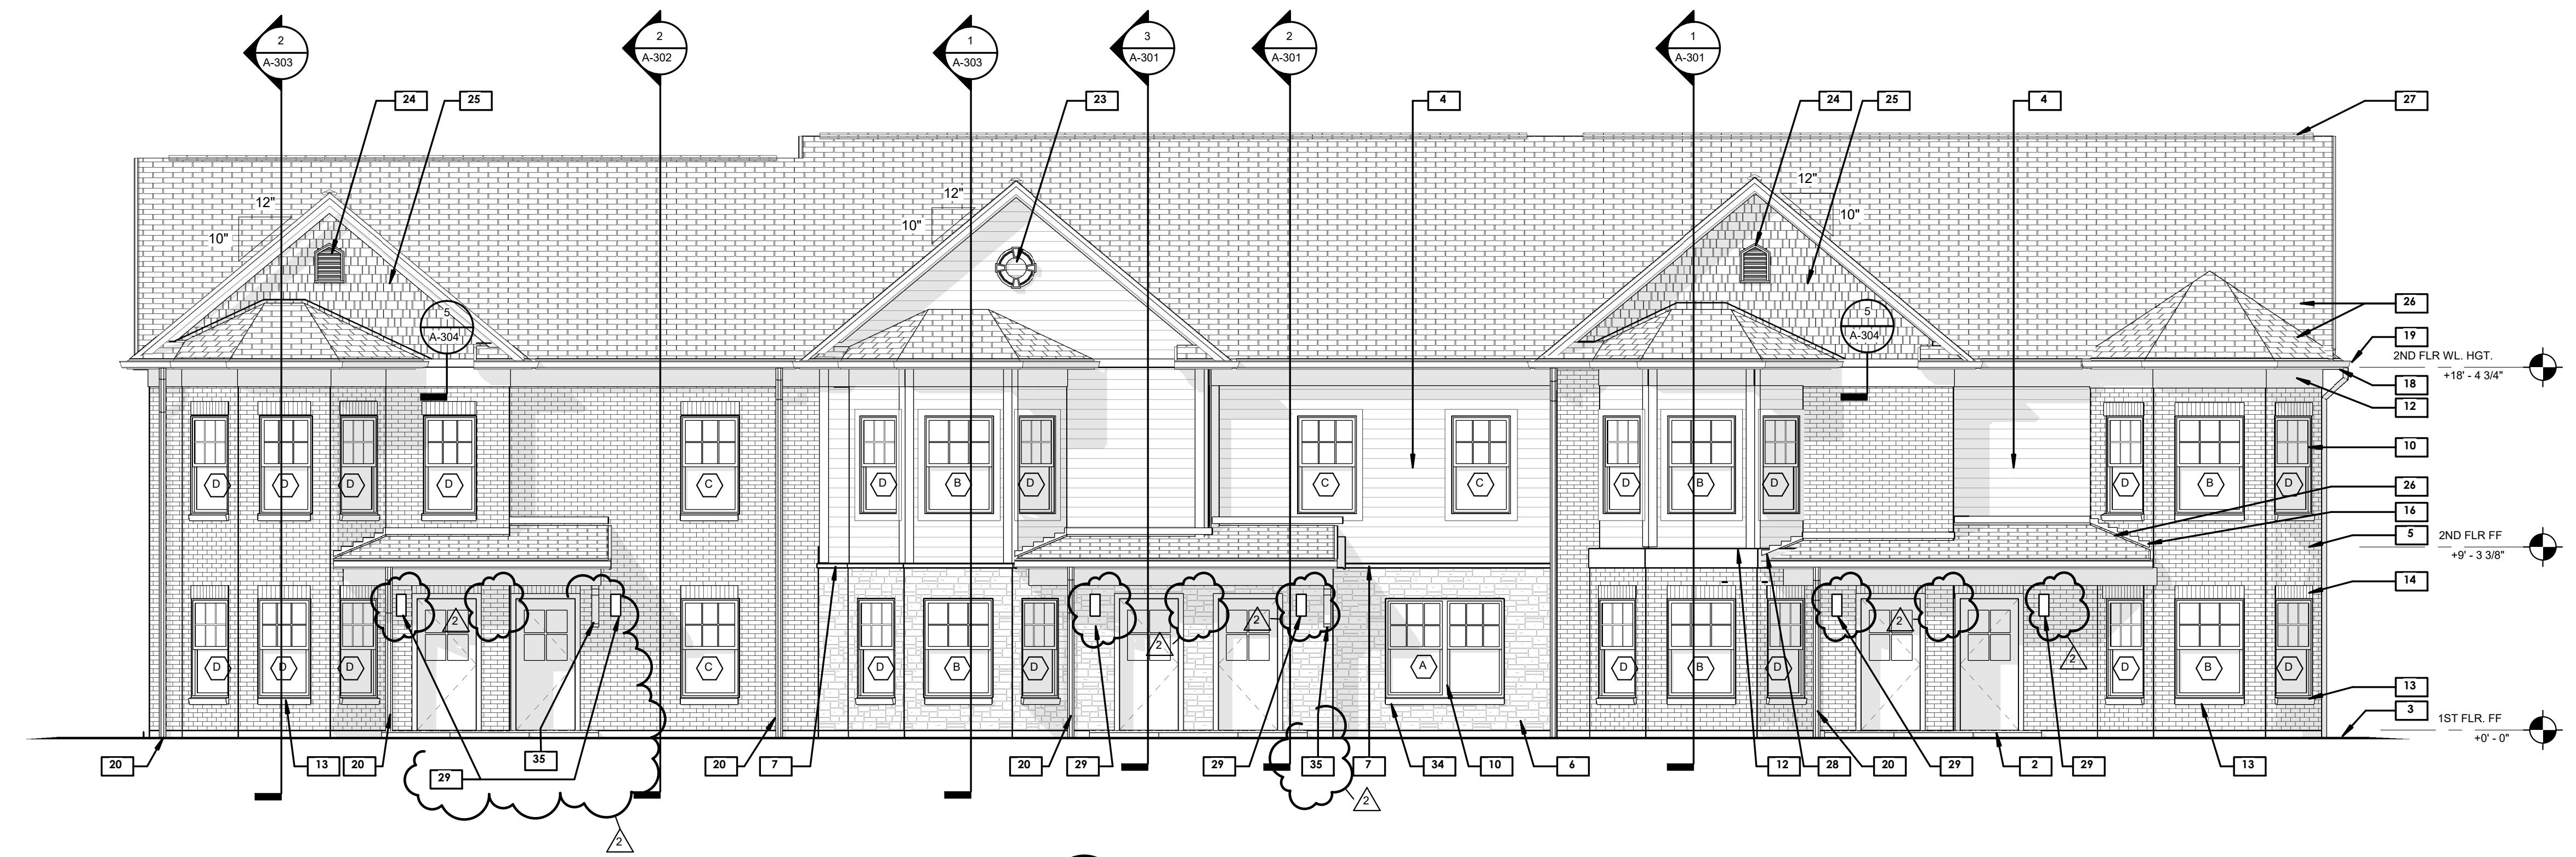 2
A-303
2
A-302
1
A-303
3
A-301
2
A-301
1
A-301
24
25
23
4
24
25
4
27
12"
10"
12"
10"
12"
10"
5
A-304
5
A-304
26
19
2ND FLR WL. HGT.
+18' - 4 3/4"
18
12
10
D
D
D
D
C
D
B
D
C
C
D
B
D
D
B
D
26
16
5
2ND FLR FF
+9' - 3 3/8"
14
2
2
2
2
2
D
D
D
C
D
B
D
A
D
B
D
D
B
D
13
3
1ST FLR. FF
+0' - 0"
20
13
20
29
35
20
7
20
29
29
35
7
34
10
6
12
28
20
29
2
29
13
2
2